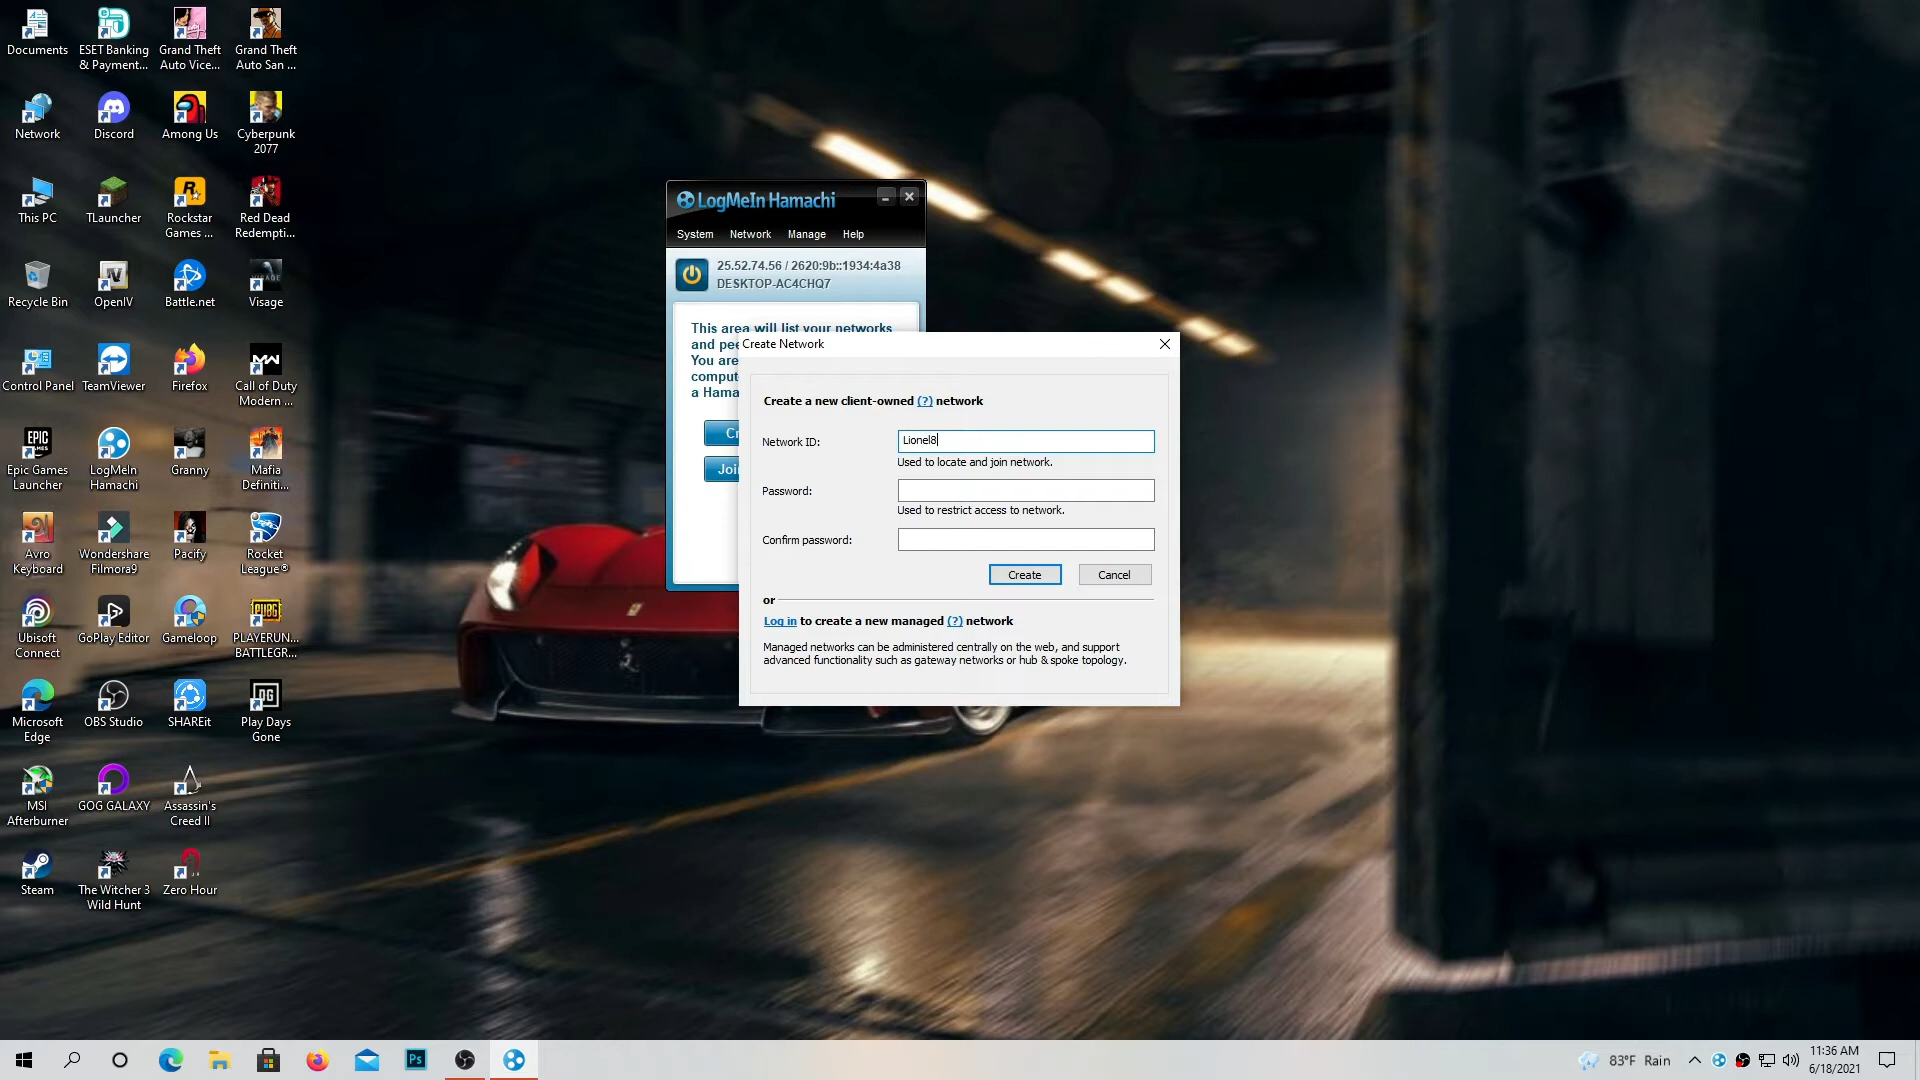 Documents
ESET Banking
& Payment...
Grand Theft
Auto Vice...
Grand Theft
Auto San ...
Network
Discord
Among Us
Cyberpunk
2077
This PC
TLauncher
Rockstar
Games ...
Red Dead
Redempti...
Recycle Bin
OpenIV
Battle.net
Visage
Control Panel
TeamViewer
Firefox
Call of Duty
Modern ...
Epic Games
Launcher
LogMeIn
Hamachi
Granny
Mafia
Definiti...
Avro
Keyboard
Wondershare
Filmora9
Pacify
Rocket
League®
Ubisoft
Connect
GoPlay Editor
Gameloop
PLAYERUN...
BATTLEGR...
Microsoft
Edge
OBS Studio
SHAREit
Play Days
Gone
MSI
Afterburner
GOG GALAXY
Assassin's
Creed II
Steam
The Witcher 3
Wild Hunt
Zero Hour
LogMeIn Hamachi
System Network Manage Help
25.52.74.56 / 2620:9b::1934:4a38
DESKTOP-AC4CHQ7
This area will list your networks
and pee
You are
comput
a Hama
Cr
Joi
Create Network
Create a new client-owned (?) network
Network ID: Lionel8
Used to locate and join network.
Password:
Used to restrict access to network.
Confirm password:
Create Cancel
or
Log in to create a new managed (?) network
Managed networks can be administered centrally on the web, and support
advanced functionality such as gateway networks or hub & spoke topology.
83°F Rain
11:36 AM
6/18/2021